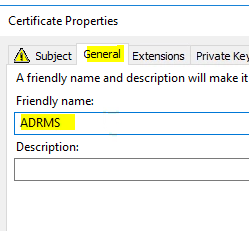 Certificate Properties
Subject General Extensions Private Key
A friendly name and description will make it
Friendly name:
ADRMS
Description: